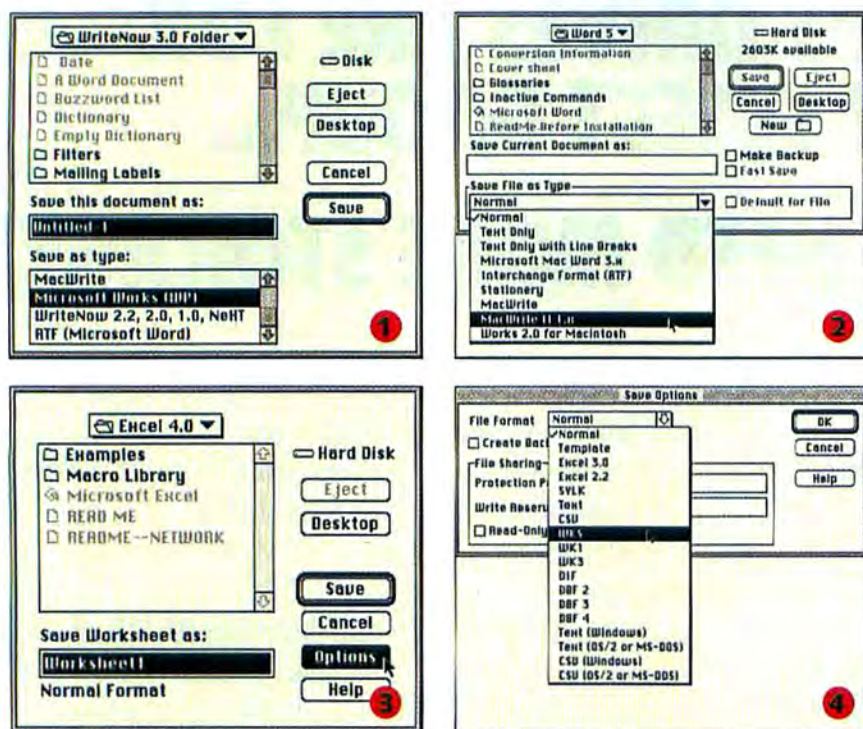 WriteNow 3.0 Folder
Date
A Word Document
Buzzword List
Dictionary
Empty Dictionary
Filters
Mailing Labels
Disk
Eject
Desktop
Cancel
Save
Save this document as:
Untitled-1
Save as type:
MacWrite
Microsoft Works (WP)
WriteNow 2.2, 2.0, 1.0, NeXT
RTF (Microsoft Word)
1
Word 5
Conversion Information
Cover sheet
Glossaries
Inactive Commands
Microsoft Word
ReadMe.Before Installation
Hard Disk
2603K available
Save
Eject
Cancel
Desktop
New
Save Current Document as:
Make Backup
Fast Save
Save File as Type
Normal
Default for File
Normal
Text Only
Text Only with Line Breaks
Microsoft Mac Word 3.x
Interchange Format (RTF)
Stationery
MacWrite
MacWrite II 1.x
Works 2.0 for Macintosh
2
Excel 4.0
Examples
Macro Library
Microsoft Excel
READ ME
README--NETWORK
Hard Disk
Eject
Desktop
Save
Cancel
Options
Help
Save Worksheet as:
Worksheet1
Normal Format
3
Save Options
File Format
Normal
OK
Cancel
Help
Create Bac
File Sharing
Protection P
Write Reserv
Read-Only
Normal
Template
Excel 3.0
Excel 2.2
SYLK
Text
CSV
WKS
WK1
WK3
DIF
DBF 2
DBF 3
DBF 4
Text (Windows)
Text (OS/2 or MS-DOS)
CSV (Windows)
CSV (OS/2 or MS-DOS)
4